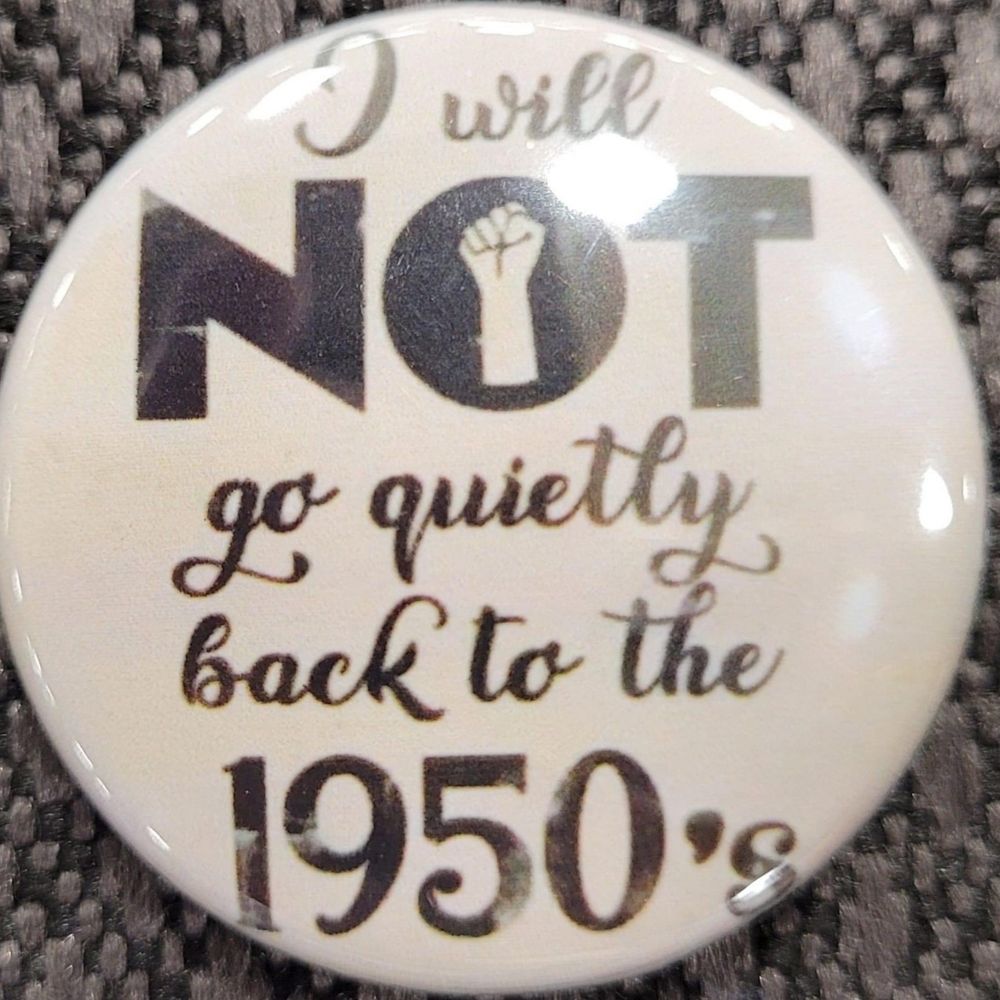 I will
NOT
go quietly
back to the
1950's